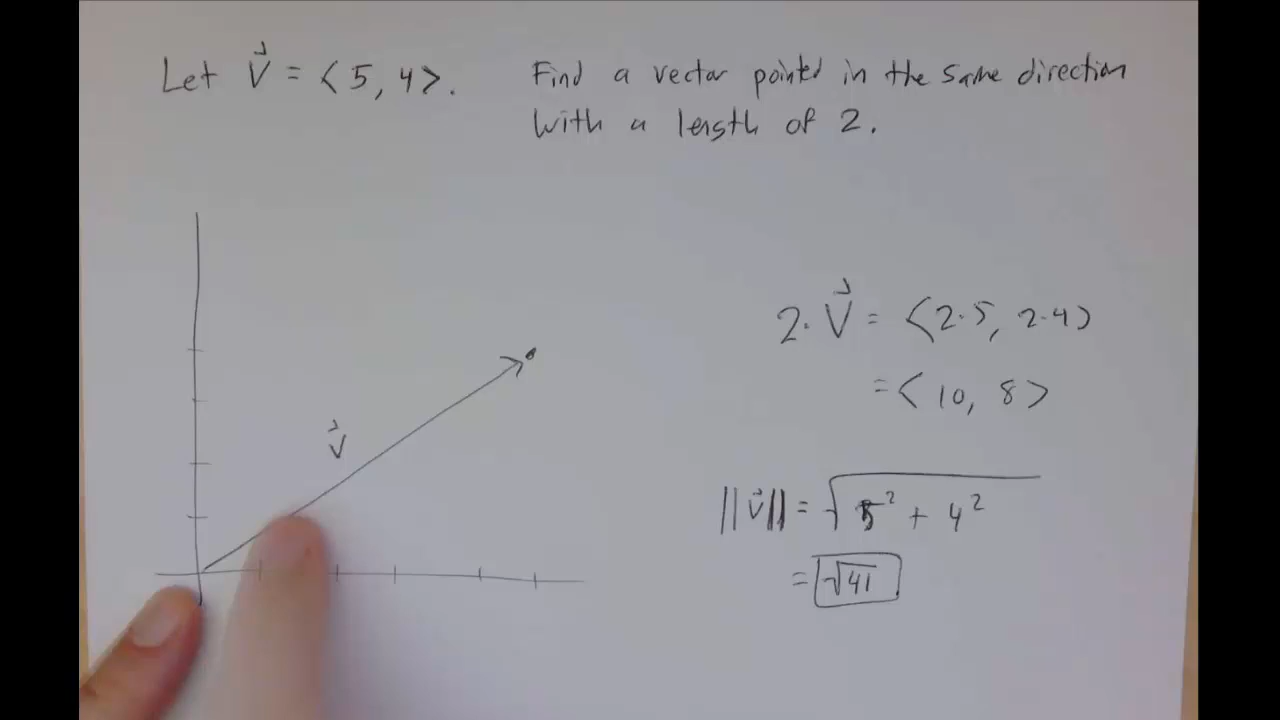 Let V⃗ = ⟨5, 4⟩. Find a vector pointed in the same direction
with a length of 2.
2·V⃗ = ⟨2·5, 2·4⟩
= ⟨10, 8⟩
V⃗
||V⃗|| = √5² + 4²
= √41